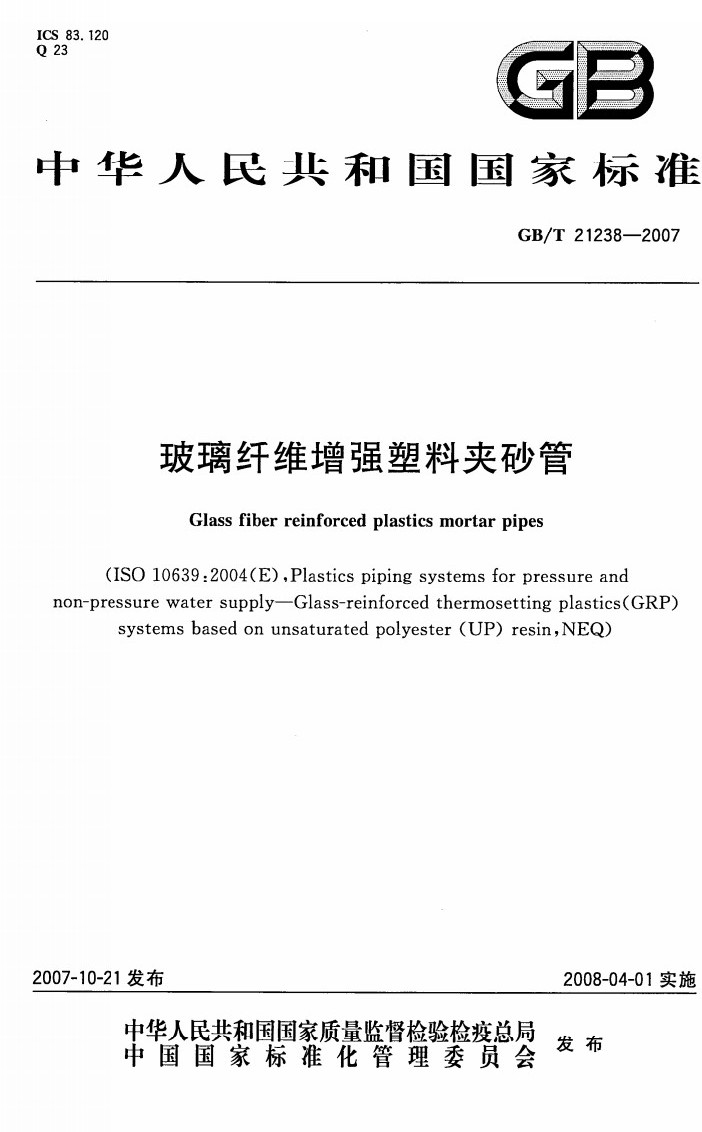 ICS 83.120
Q 23
GB
中华人民共和国国家标准
GB/T 21238—2007
玻璃纤维增强塑料夹砂管
Glass fiber reinforced plastics mortar pipes
(ISO 10639:2004(E),Plastics piping systems for pressure and
non-pressure water supply—Glass-reinforced thermosetting plastics(GRP)
systems based on unsaturated polyester (UP) resin,NEQ)
2007-10-21 发布
2008-04-01 实施
中华人民共和国国家质量监督检验检疫总局
中国国家标准化管理委员会
发布